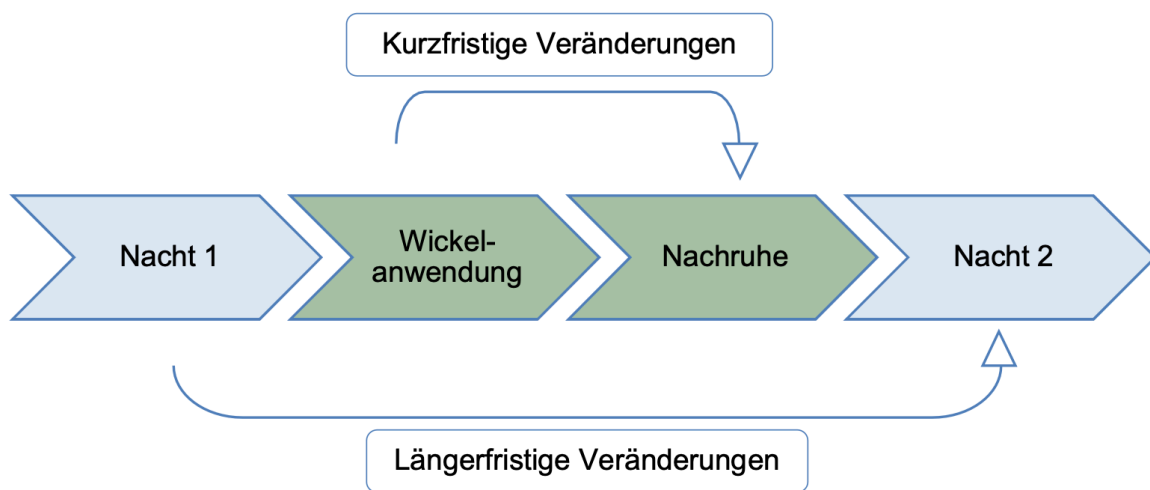 Kurzfristige Veränderungen
Nacht 1
Wickel-
anwendung
Nachruhe
Nacht 2
Längerfristige Veränderungen